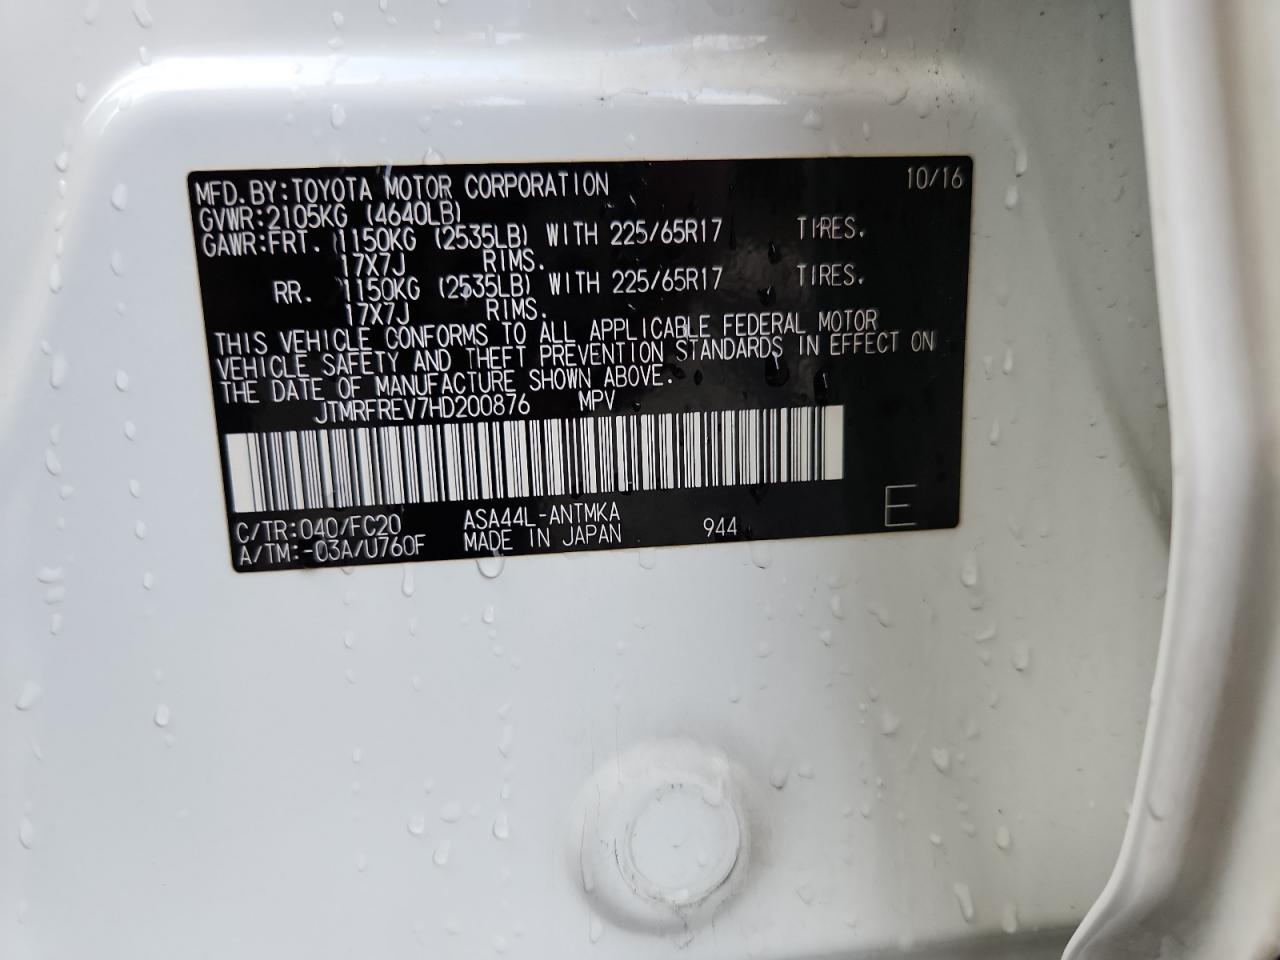 MFD.BY:TOYOTA MOTOR CORPORATION 10/16
GVWR:2105KG (4640LB)
GAWR:FRT. 1150KG (2535LB) WITH 225/65R17 TIRES.
17X7J RIMS.
RR. 1150KG (2535LB) WITH 225/65R17 TIRES.
17X7J RIMS.
THIS VEHICLE CONFORMS TO ALL APPLICABLE FEDERAL MOTOR
VEHICLE SAFETY AND THEFT PREVENTION STANDARDS IN EFFECT ON
THE DATE OF MANUFACTURE SHOWN ABOVE.
JTMRFREV7HD200876 MPV
C/TR:040/FC20 ASA44L-ANTMKA 944 E
A/TM:-03A/U760F MADE IN JAPAN